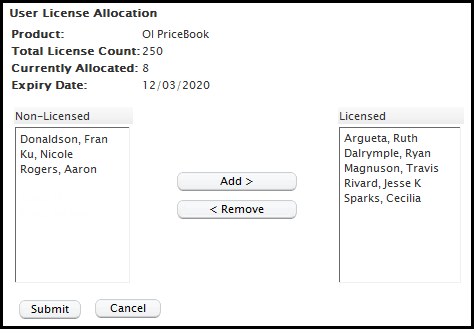 User License Allocation
Product: OI PriceBook
Total License Count: 250
Currently Allocated: 8
Expiry Date: 12/03/2020
Non-Licensed
Donaldson, Fran
Ku, Nicole
Rogers, Aaron
Add >
< Remove
Licensed
Argueta, Ruth
Dalrymple, Ryan
Magnuson, Travis
Rivard, Jesse K
Sparks, Cecilia
Submit
Cancel